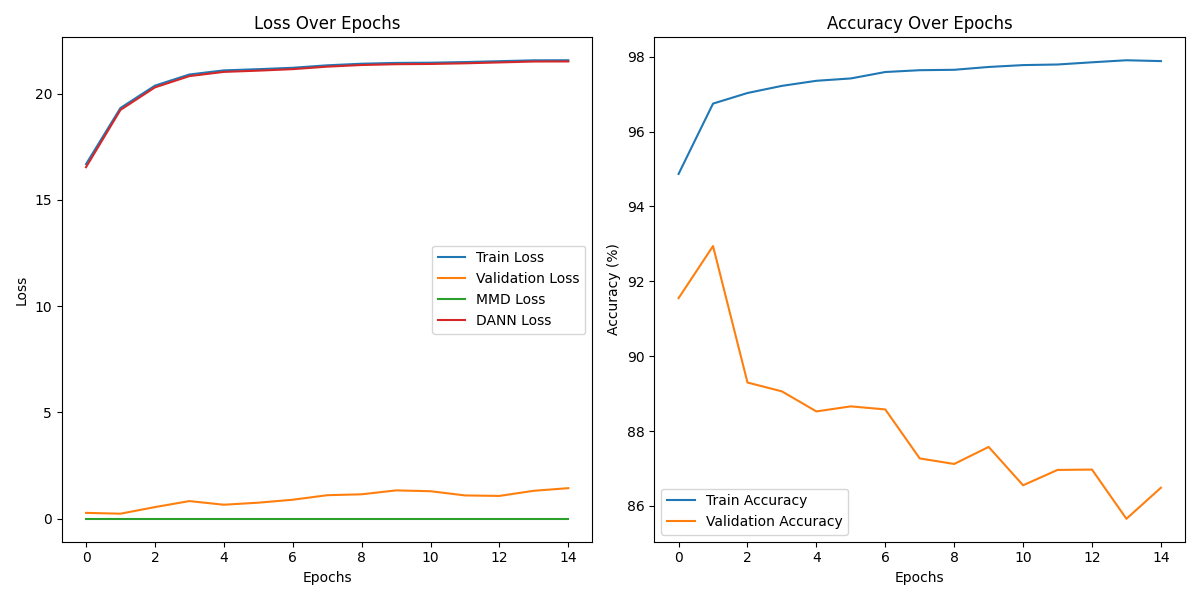 Loss Over Epochs
Loss
20
15
10
5
0
Train Loss
Validation Loss
MMD Loss
DANN Loss
0 2 4 6 8 10 12 14
Epochs
Accuracy Over Epochs
Accuracy (%)
98
96
94
92
90
88
86
Train Accuracy
Validation Accuracy
0 2 4 6 8 10 12 14
Epochs